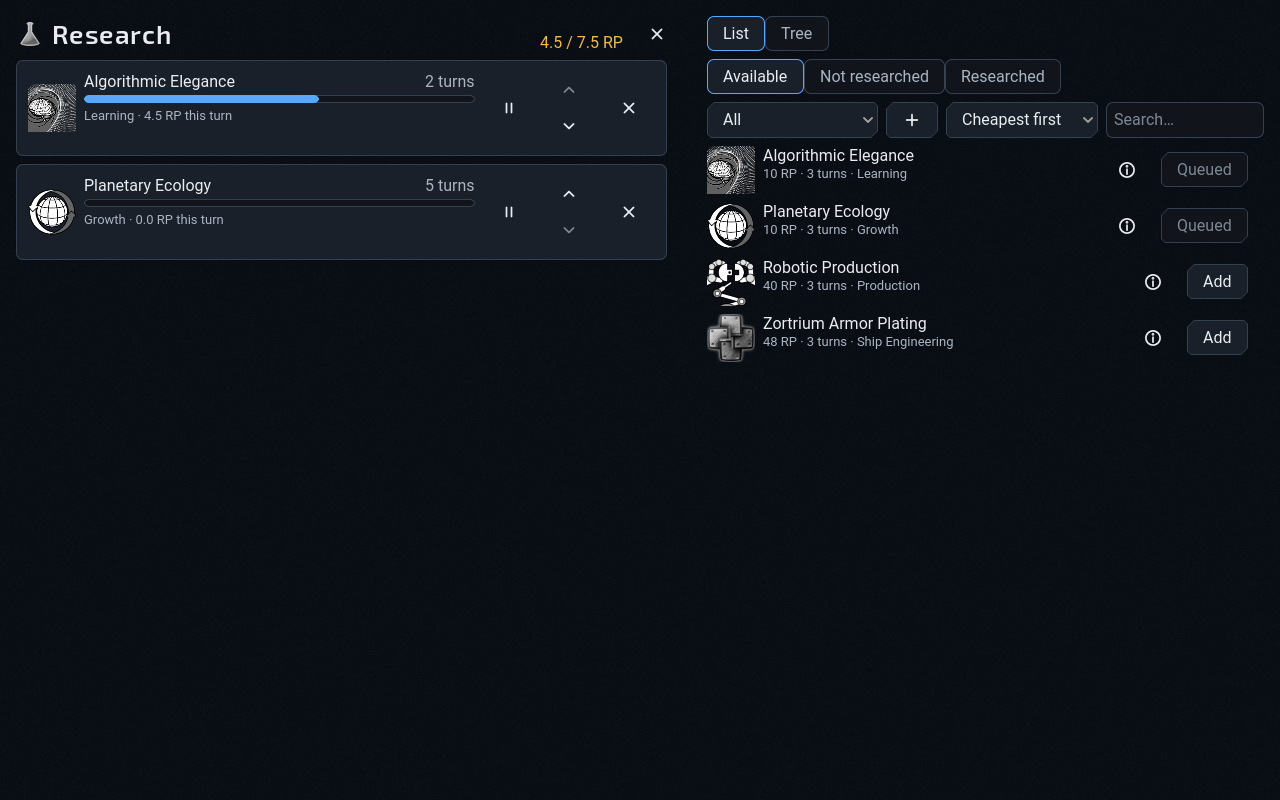 Research
4.5 / 7.5 RP
Algorithmic Elegance
2 turns
Learning · 4.5 RP this turn
Planetary Ecology
5 turns
Growth · 0.0 RP this turn
List
Tree
Available
Not researched
Researched
All
+
Cheapest first
Search...
Algorithmic Elegance
10 RP · 3 turns · Learning
Queued
Planetary Ecology
10 RP · 3 turns · Growth
Queued
Robotic Production
40 RP · 3 turns · Production
Add
Zortrium Armor Plating
48 RP · 3 turns · Ship Engineering
Add